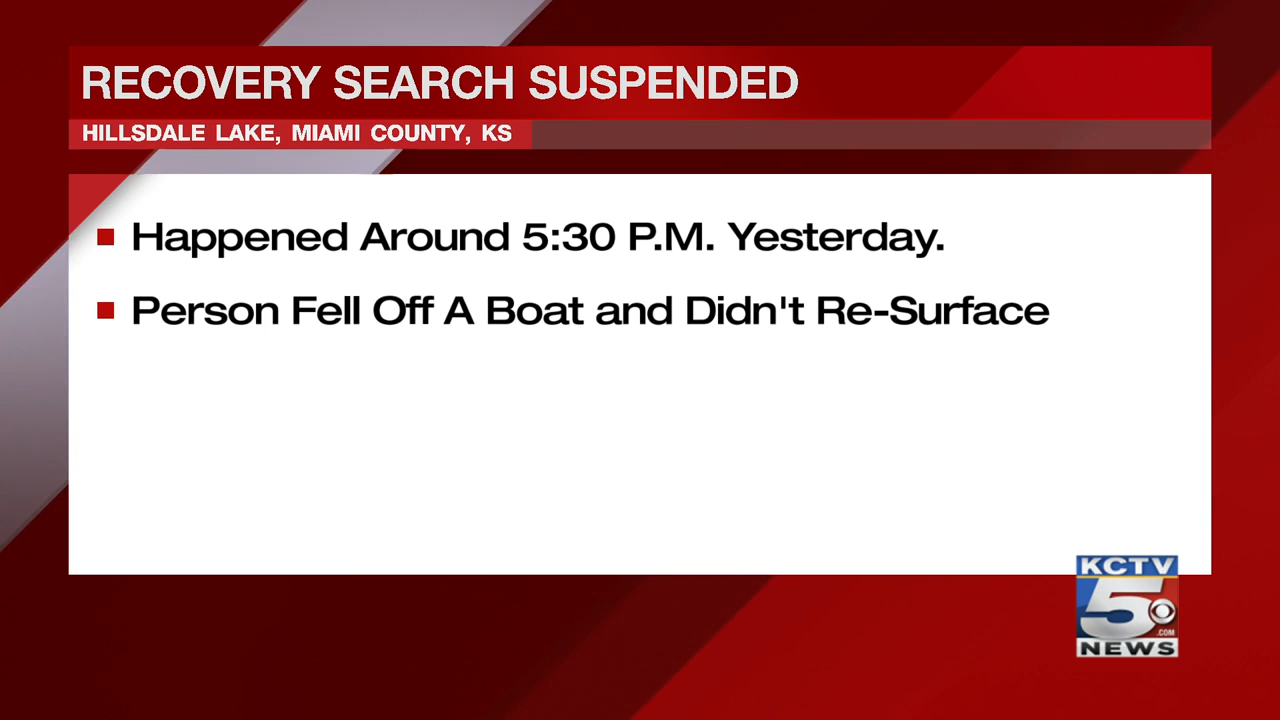 RECOVERY SEARCH SUSPENDED
HILLSDALE LAKE, MIAMI COUNTY, KS
Happened Around 5:30 P.M. Yesterday.
Person Fell Off A Boat and Didn't Re-Surface
KCTV
5
.COM
NEWS